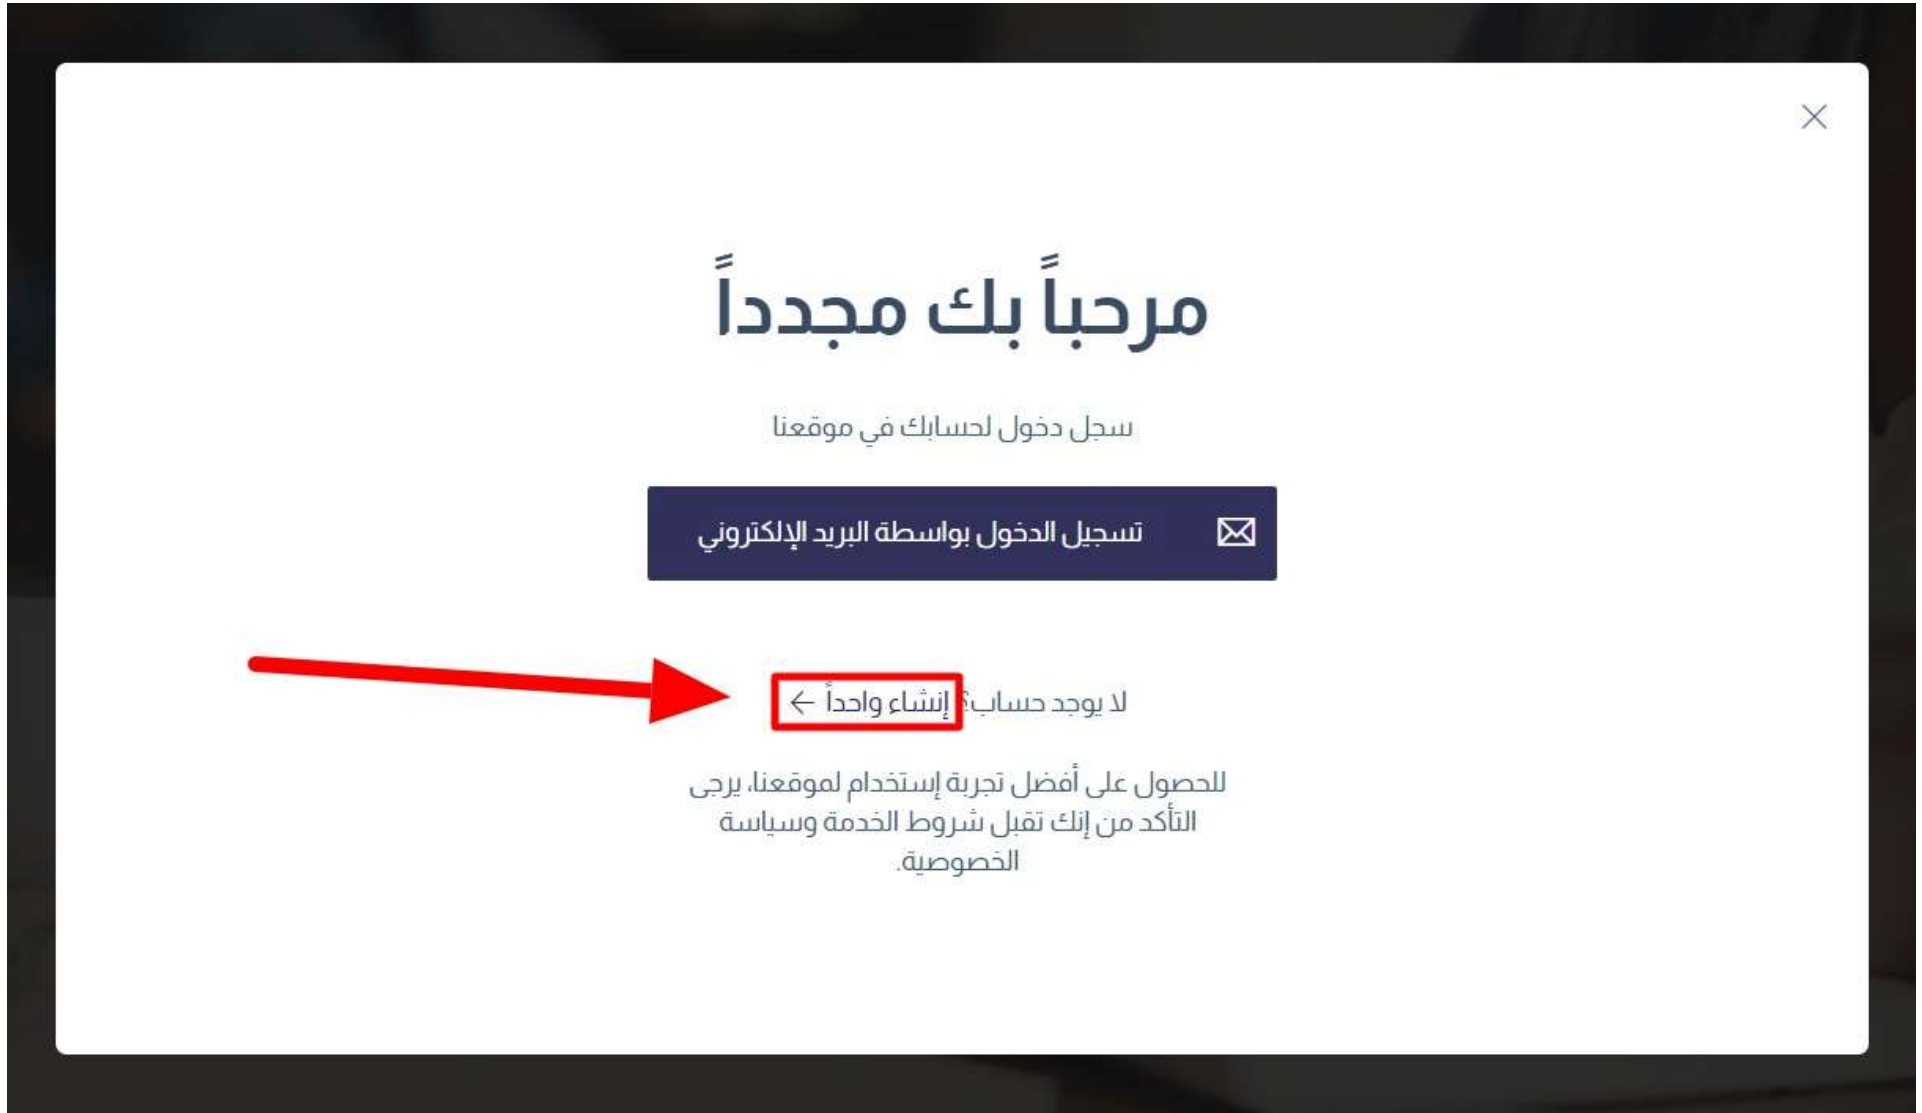 مرحباً بك مجدداً
سجل دخول لحسابك في موقعنا
تسجيل الدخول بواسطة البريد الإلكتروني
لا يوجد حساب؟ إنشاء واحداً ←
للحصول على أفضل تجربة إستخدام لموقعنا، يرجى
التأكد من إنك تقبل شروط الخدمة وسياسة
الخصوصية.